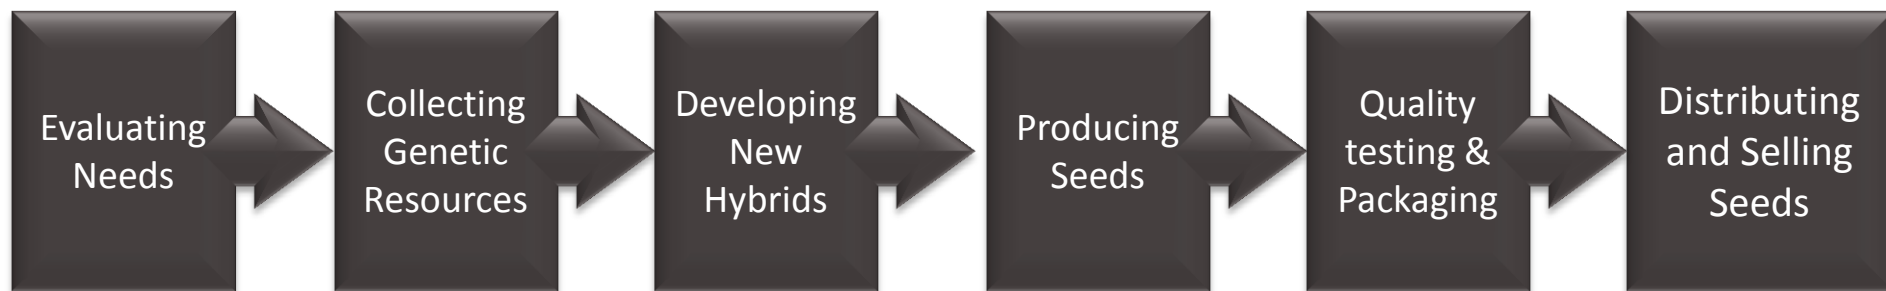 Evaluating
Needs
Collecting
Genetic
Resources
Developing
New
Hybrids
Producing
Seeds
Quality
testing &
Packaging
Distributing
and Selling
Seeds